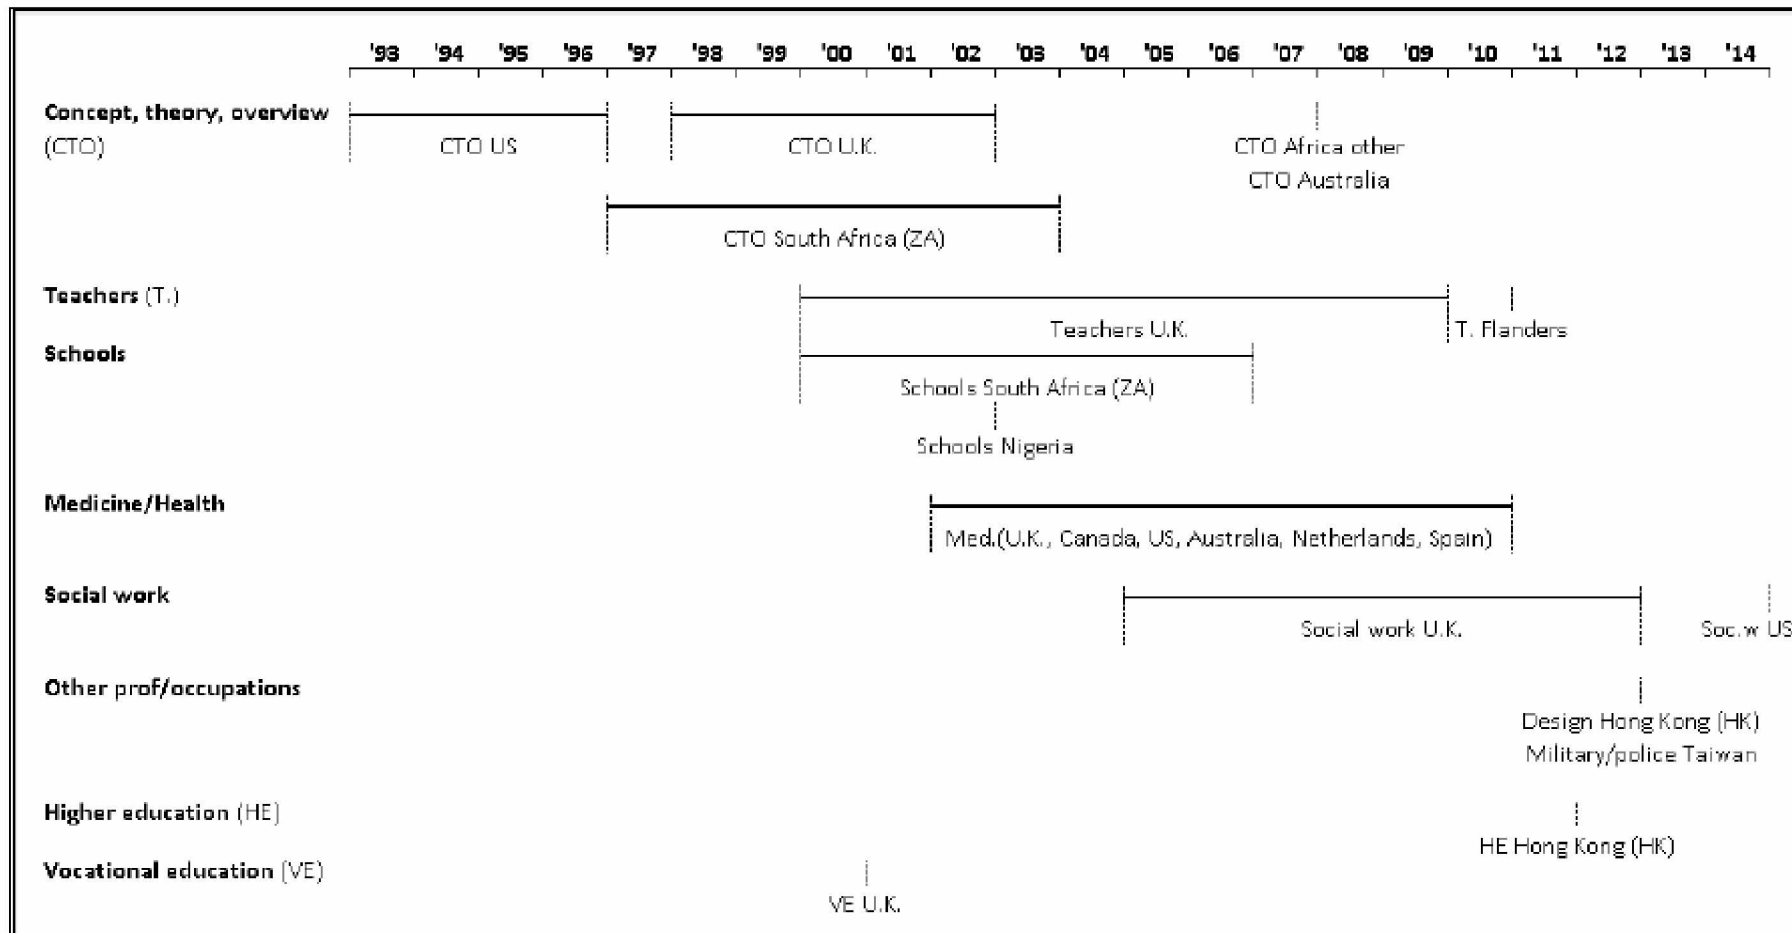 '93 '94 '95 '96 '97 '98 '99 '00 '01 '02 '03 '04 '05 '06 '07 '08 '09 '10 '11 '12 '13 '14
Concept, theory, overview
(CTO)
CTO US
CTO U.K.
CTO Africa other
CTO Australia
CTO South Africa (ZA)
Teachers (T.)
Teachers U.K.
T. Flanders
Schools
Schools South Africa (ZA)
Schools Nigeria
Medicine/Health
Med.(U.K., Canada, US, Australia, Netherlands, Spain)
Social work
Social work U.K.
Soc.w US
Other prof/occupations
Design Hong Kong (HK)
Military/police Taiwan
Higher education (HE)
HE Hong Kong (HK)
Vocational education (VE)
VE U.K.